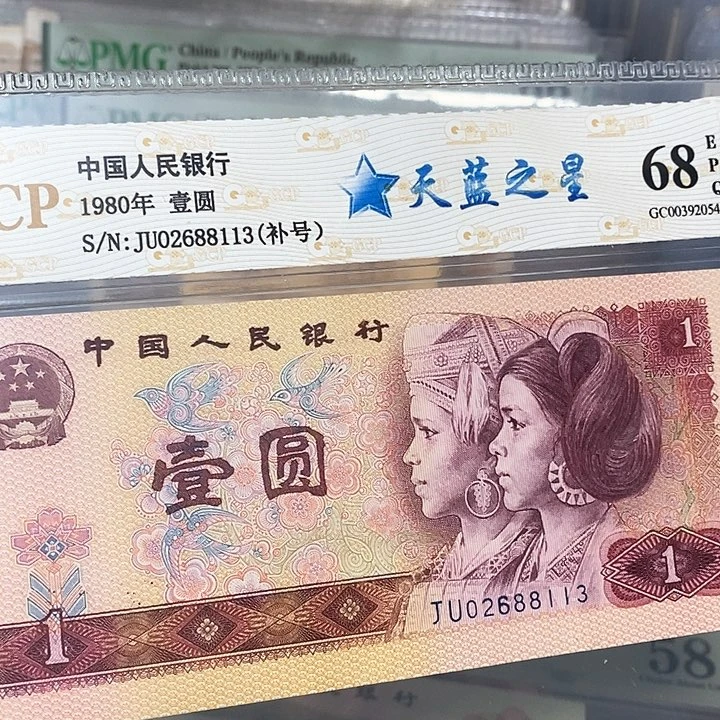 PMG
China / People's Republic
CP
中国人民银行
1980年 壹圆
S/N:JU02688113(补号)
天蓝之星
68
E
P
Q
GC00392054
中国人民银行
壹圆
1
1
1
JU02688113
58